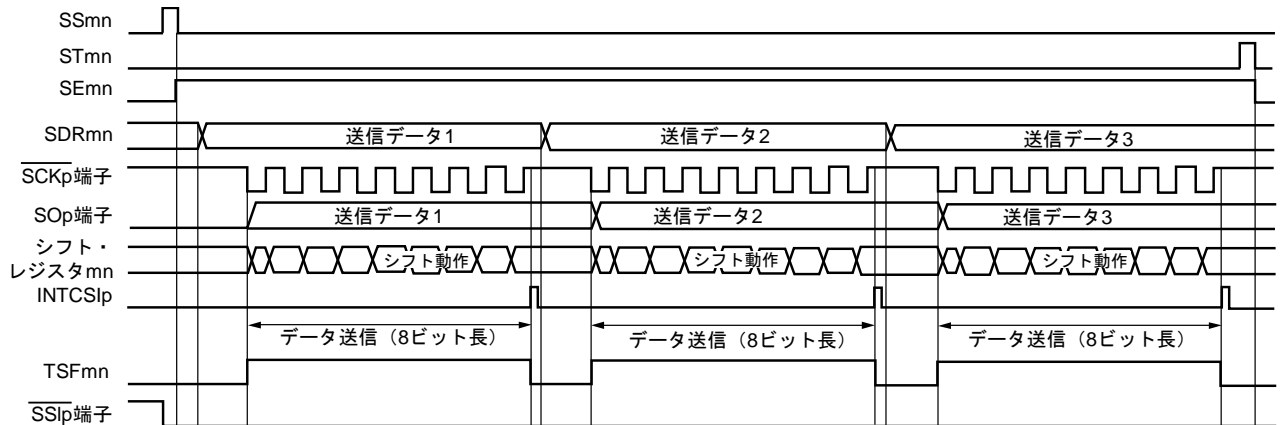 SSmn
STmn
SEmn
SDRmn 送信データ1 送信データ2 送信データ3
SCKp端子
SOp端子 送信データ1 送信データ2 送信データ3
シフト・
レジスタmn シフト動作 シフト動作 シフト動作
INTCSIp
データ送信（8ビット長） データ送信（8ビット長） データ送信（8ビット長）
TSFmn
SSIp端子